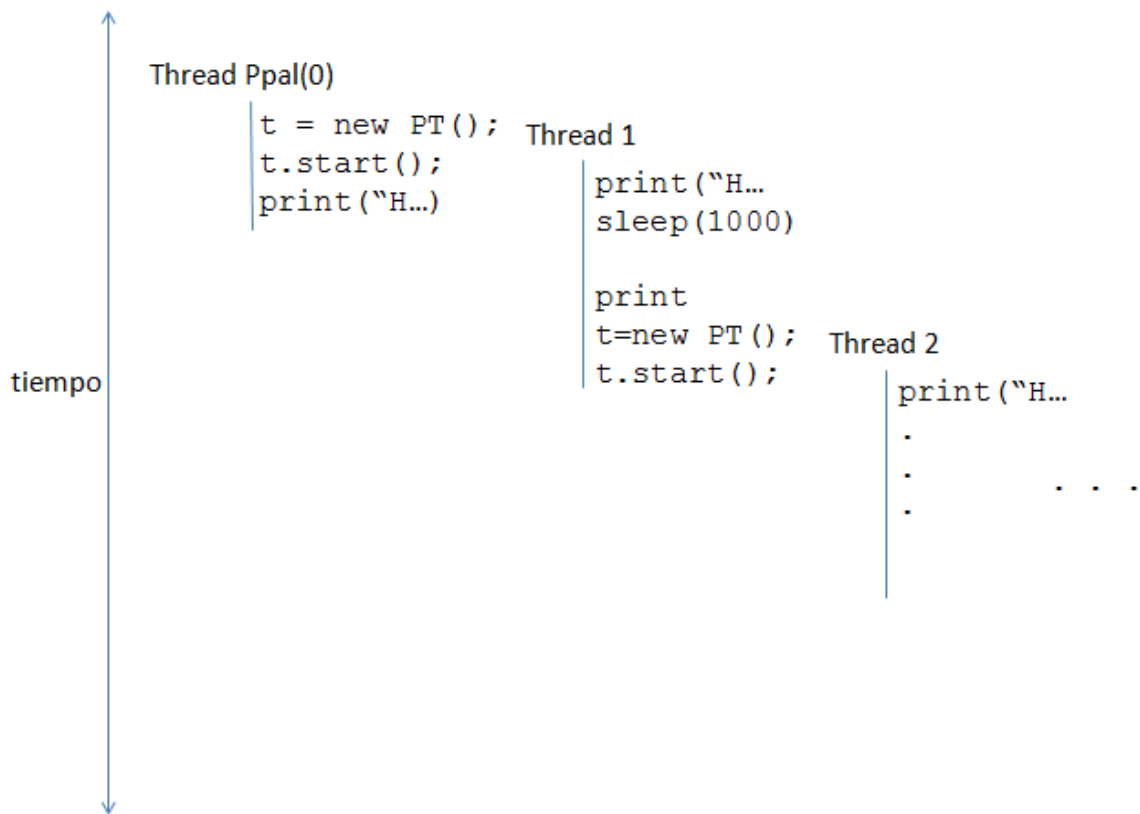 Thread Ppal(0)
t = new PT();
t.start();
print(“H…)
Thread 1
print(“H…
sleep(1000)
print
t=new PT();
t.start();
Thread 2
print(“H…
.
.
.
. . .
tiempo